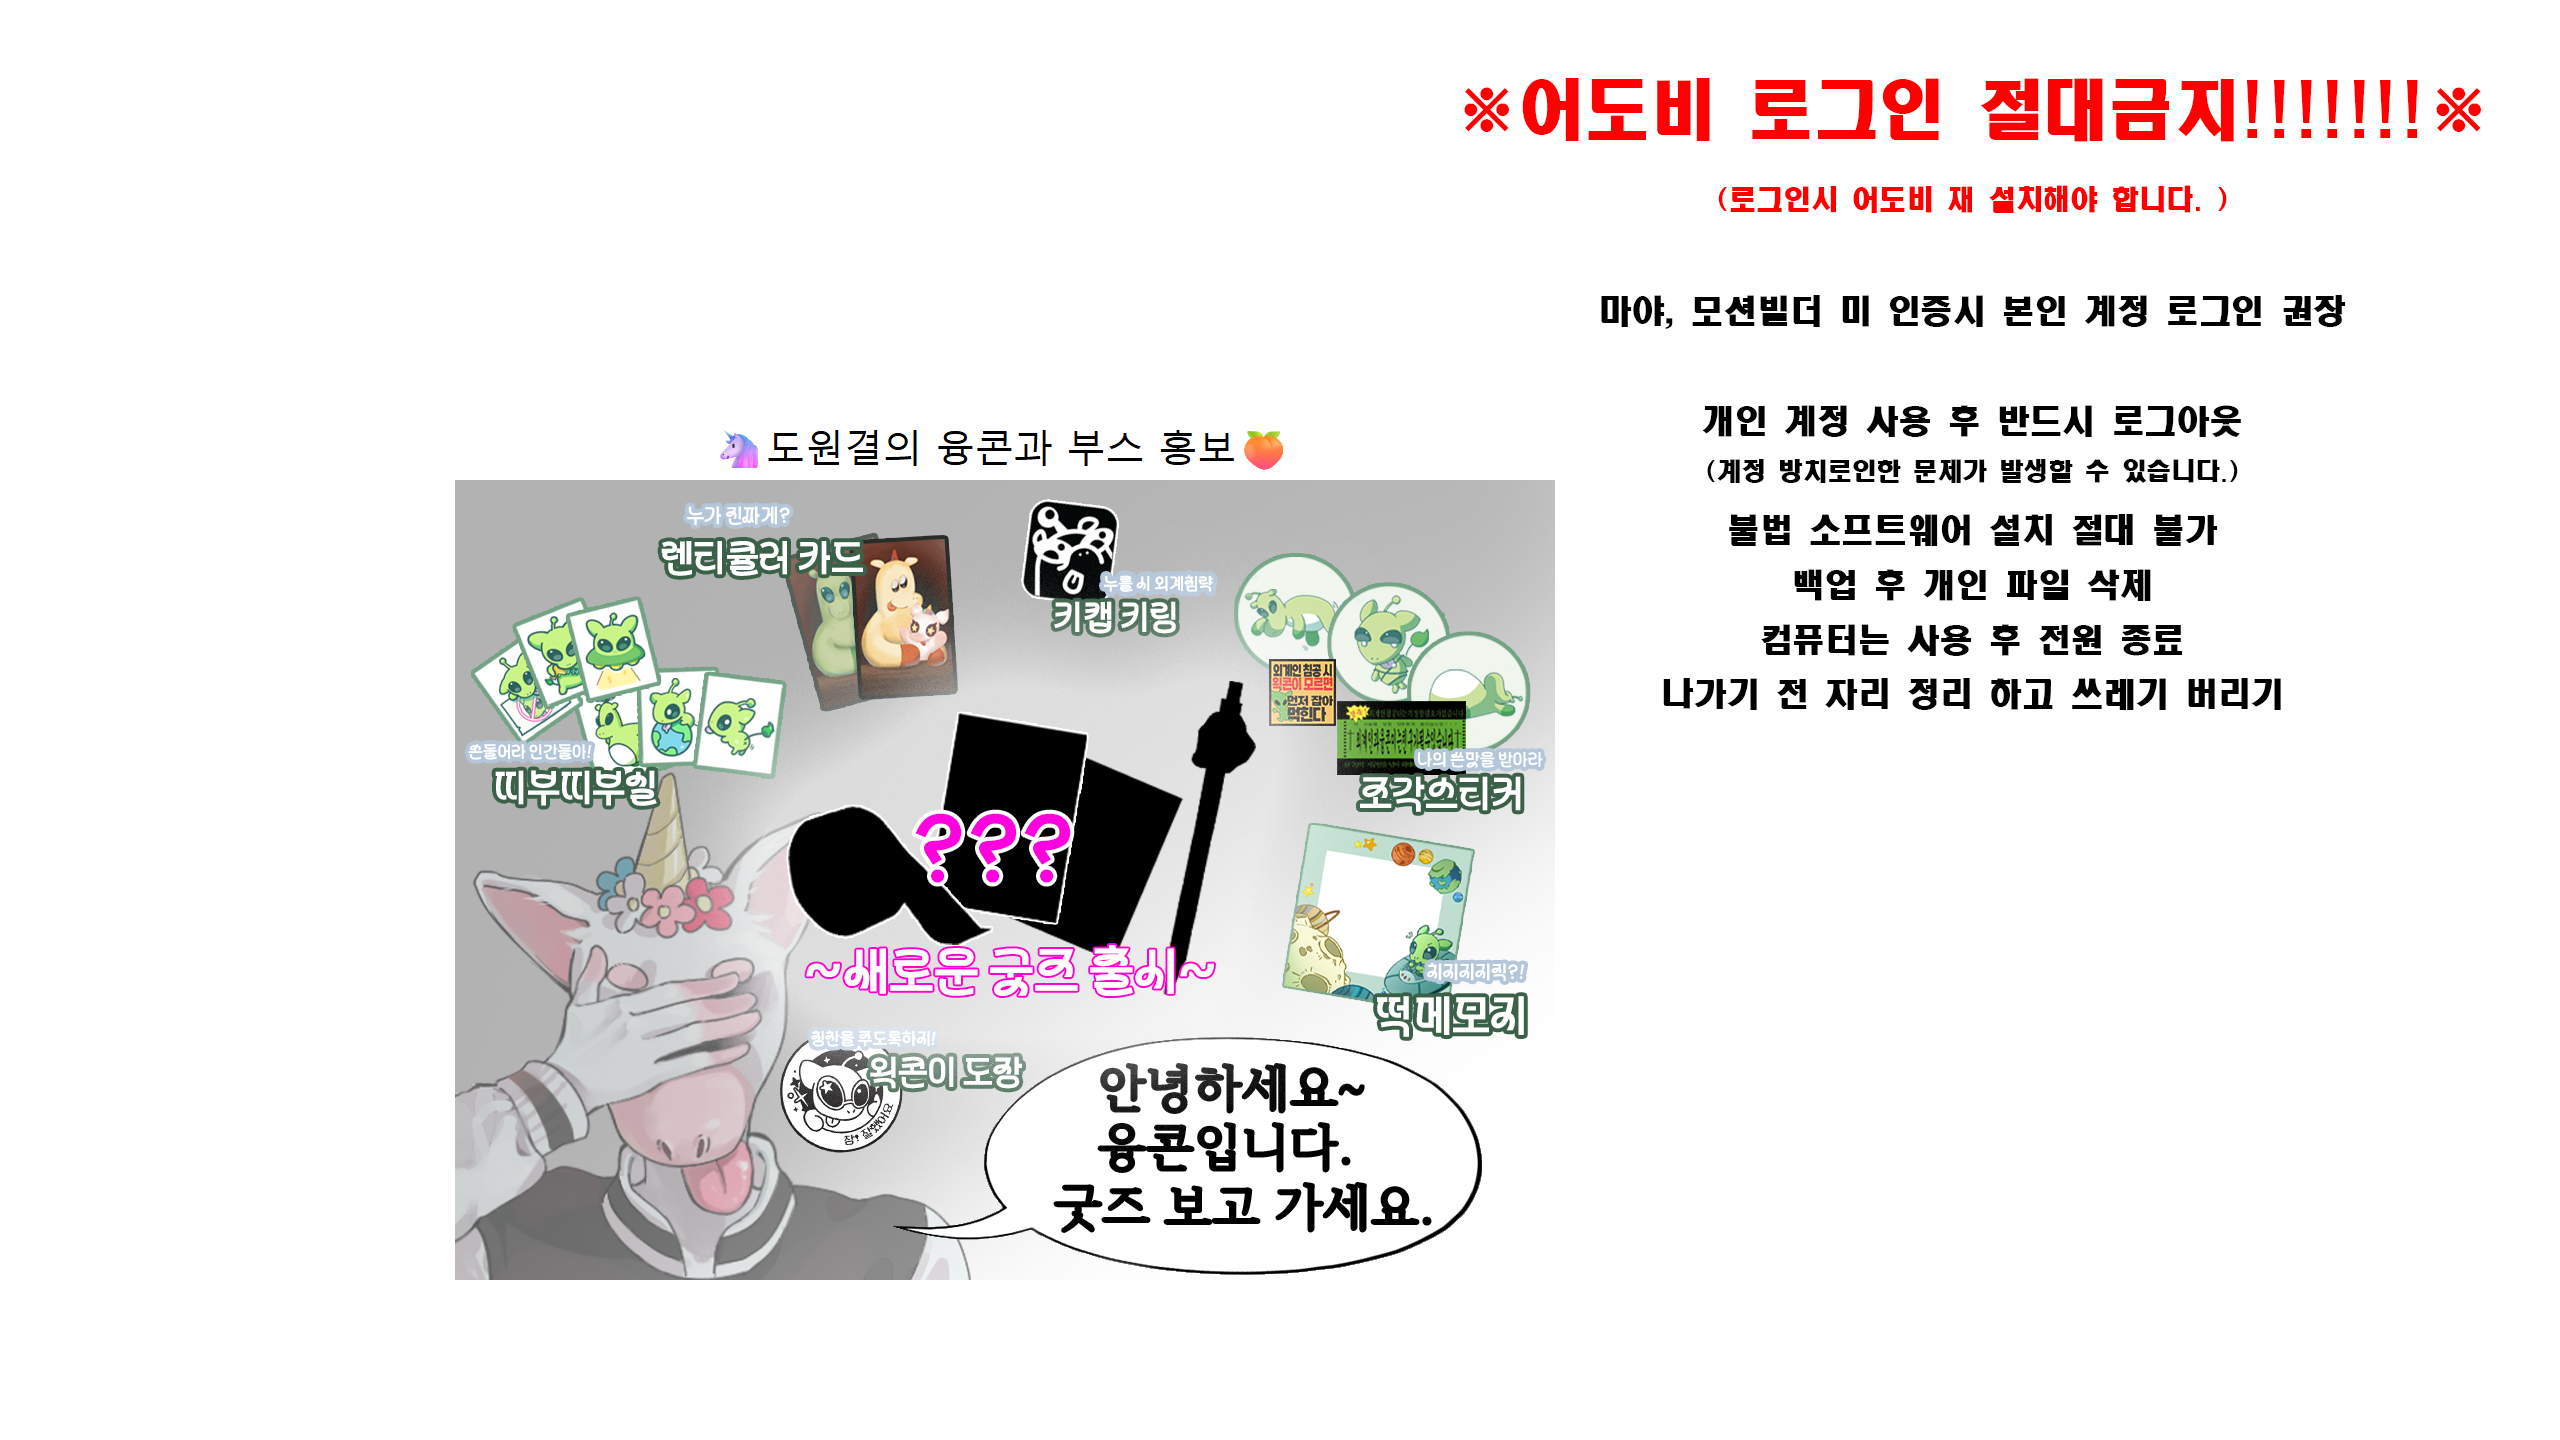 ※어도비 로그인 절대금지!!!!!!!※
(로그인시 어도비 재 설치해야 합니다. )
마야, 모션빌더 미 인증시 본인 계정 로그인 권장
개인 계정 사용 후 반드시 로그아웃
(계정 방치로인한 문제가 발생할 수 있습니다.)
불법 소프트웨어 설치 절대 불가
백업 후 개인 파일 삭제
컴퓨터는 사용 후 전원 종료
나가기 전 자리 정리 하고 쓰레기 버리기
🦄도원결의 융콘과 부스 홍보🍑
누가 진짜게?
렌티큘러 카드
누를 시 외계침략
키캡 키링
외계인 침공 시
왹콘이 모르면
먼저 잡아
먹힌다
나의 쓴맛을 받아라
조각스티커
손들어라 인간들아!
띠부띠부씰
???
~새로운 굿즈 출시~
치지지지직?!
떡메모지
칭찬을 주도록하지!
왹콘이 도장
참! 잘했어요
안녕하세요~
융콘입니다.
굿즈 보고 가세요.